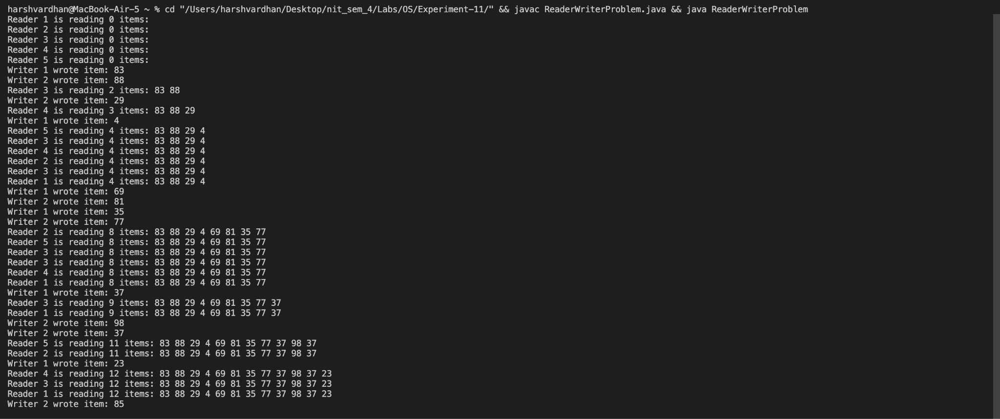 harshvardhan@MacBook-Air-5 ~ % cd "/Users/harshvardhan/Desktop/nit_sem_4/Labs/OS/Experiment-11/" && javac ReaderWriterProblem.java && java ReaderWriterProblem
Reader 1 is reading 0 items:
Reader 2 is reading 0 items:
Reader 3 is reading 0 items:
Reader 4 is reading 0 items:
Reader 5 is reading 0 items:
Writer 1 wrote item: 83
Writer 2 wrote item: 88
Reader 3 is reading 2 items: 83 88
Writer 2 wrote item: 29
Reader 4 is reading 3 items: 83 88 29
Writer 1 wrote item: 4
Reader 5 is reading 4 items: 83 88 29 4
Reader 3 is reading 4 items: 83 88 29 4
Reader 4 is reading 4 items: 83 88 29 4
Reader 2 is reading 4 items: 83 88 29 4
Reader 3 is reading 4 items: 83 88 29 4
Reader 1 is reading 4 items: 83 88 29 4
Writer 1 wrote item: 69
Writer 2 wrote item: 81
Writer 1 wrote item: 35
Writer 2 wrote item: 77
Reader 2 is reading 8 items: 83 88 29 4 69 81 35 77
Reader 5 is reading 8 items: 83 88 29 4 69 81 35 77
Reader 3 is reading 8 items: 83 88 29 4 69 81 35 77
Reader 3 is reading 8 items: 83 88 29 4 69 81 35 77
Reader 4 is reading 8 items: 83 88 29 4 69 81 35 77
Reader 1 is reading 8 items: 83 88 29 4 69 81 35 77
Writer 1 wrote item: 37
Reader 3 is reading 9 items: 83 88 29 4 69 81 35 77 37
Reader 1 is reading 9 items: 83 88 29 4 69 81 35 77 37
Writer 2 wrote item: 98
Writer 2 wrote item: 37
Reader 5 is reading 11 items: 83 88 29 4 69 81 35 77 37 98 37
Reader 2 is reading 11 items: 83 88 29 4 69 81 35 77 37 98 37
Writer 1 wrote item: 23
Reader 4 is reading 12 items: 83 88 29 4 69 81 35 77 37 98 37 23
Reader 3 is reading 12 items: 83 88 29 4 69 81 35 77 37 98 37 23
Reader 1 is reading 12 items: 83 88 29 4 69 81 35 77 37 98 37 23
Writer 2 wrote item: 85